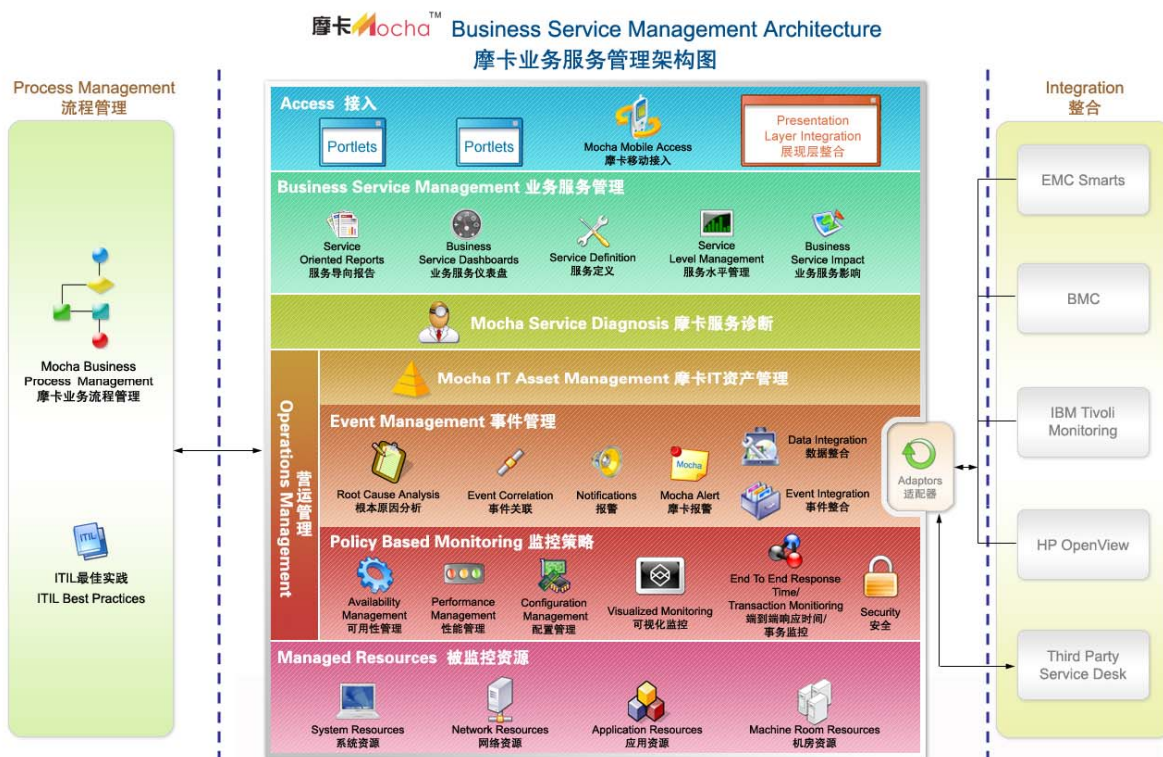 摩卡Mocha™ Business Service Management Architecture
摩卡业务服务管理架构图
Process Management
流程管理
Mocha Business
Process Management
摩卡业务流程管理
ITIL
ITIL最佳实践
ITIL Best Practices
Access 接入
Portlets
Portlets
Mocha Mobile Access
摩卡移动接入
Presentation
Layer Integration
展现层整合
Business Service Management 业务服务管理
Service
Oriented Reports
服务导向报告
Business
Service Dashboards
业务服务仪表盘
Service Definition
服务定义
Service
Level Management
服务水平管理
Business
Service Impact
业务服务影响
Mocha Service Diagnosis 摩卡服务诊断
Operations Management
营运管理
Mocha IT Asset Management 摩卡IT资产管理
Event Management 事件管理
Root Cause Analysis
根本原因分析
Event Correlation
事件关联
Notifications
报警
Mocha
Mocha Alert
摩卡报警
Data Integration
数据整合
Event Integration
事件整合
Policy Based Monitoring 监控策略
Availability
Management
可用性管理
Performance
Management
性能管理
Configuration
Management
配置管理
Visualized Monitoring
可视化监控
End To End Response
Time/
Transaction Monitoring
端到端响应时间/
事务监控
Security
安全
Managed Resources 被监控资源
System Resources
系统资源
Network Resources
网络资源
Application Resources
应用资源
Machine Room Resources
机房资源
Adaptors
适配器
Integration
整合
EMC Smarts
BMC
IBM Tivoli
Monitoring
HP OpenView
Third Party
Service Desk